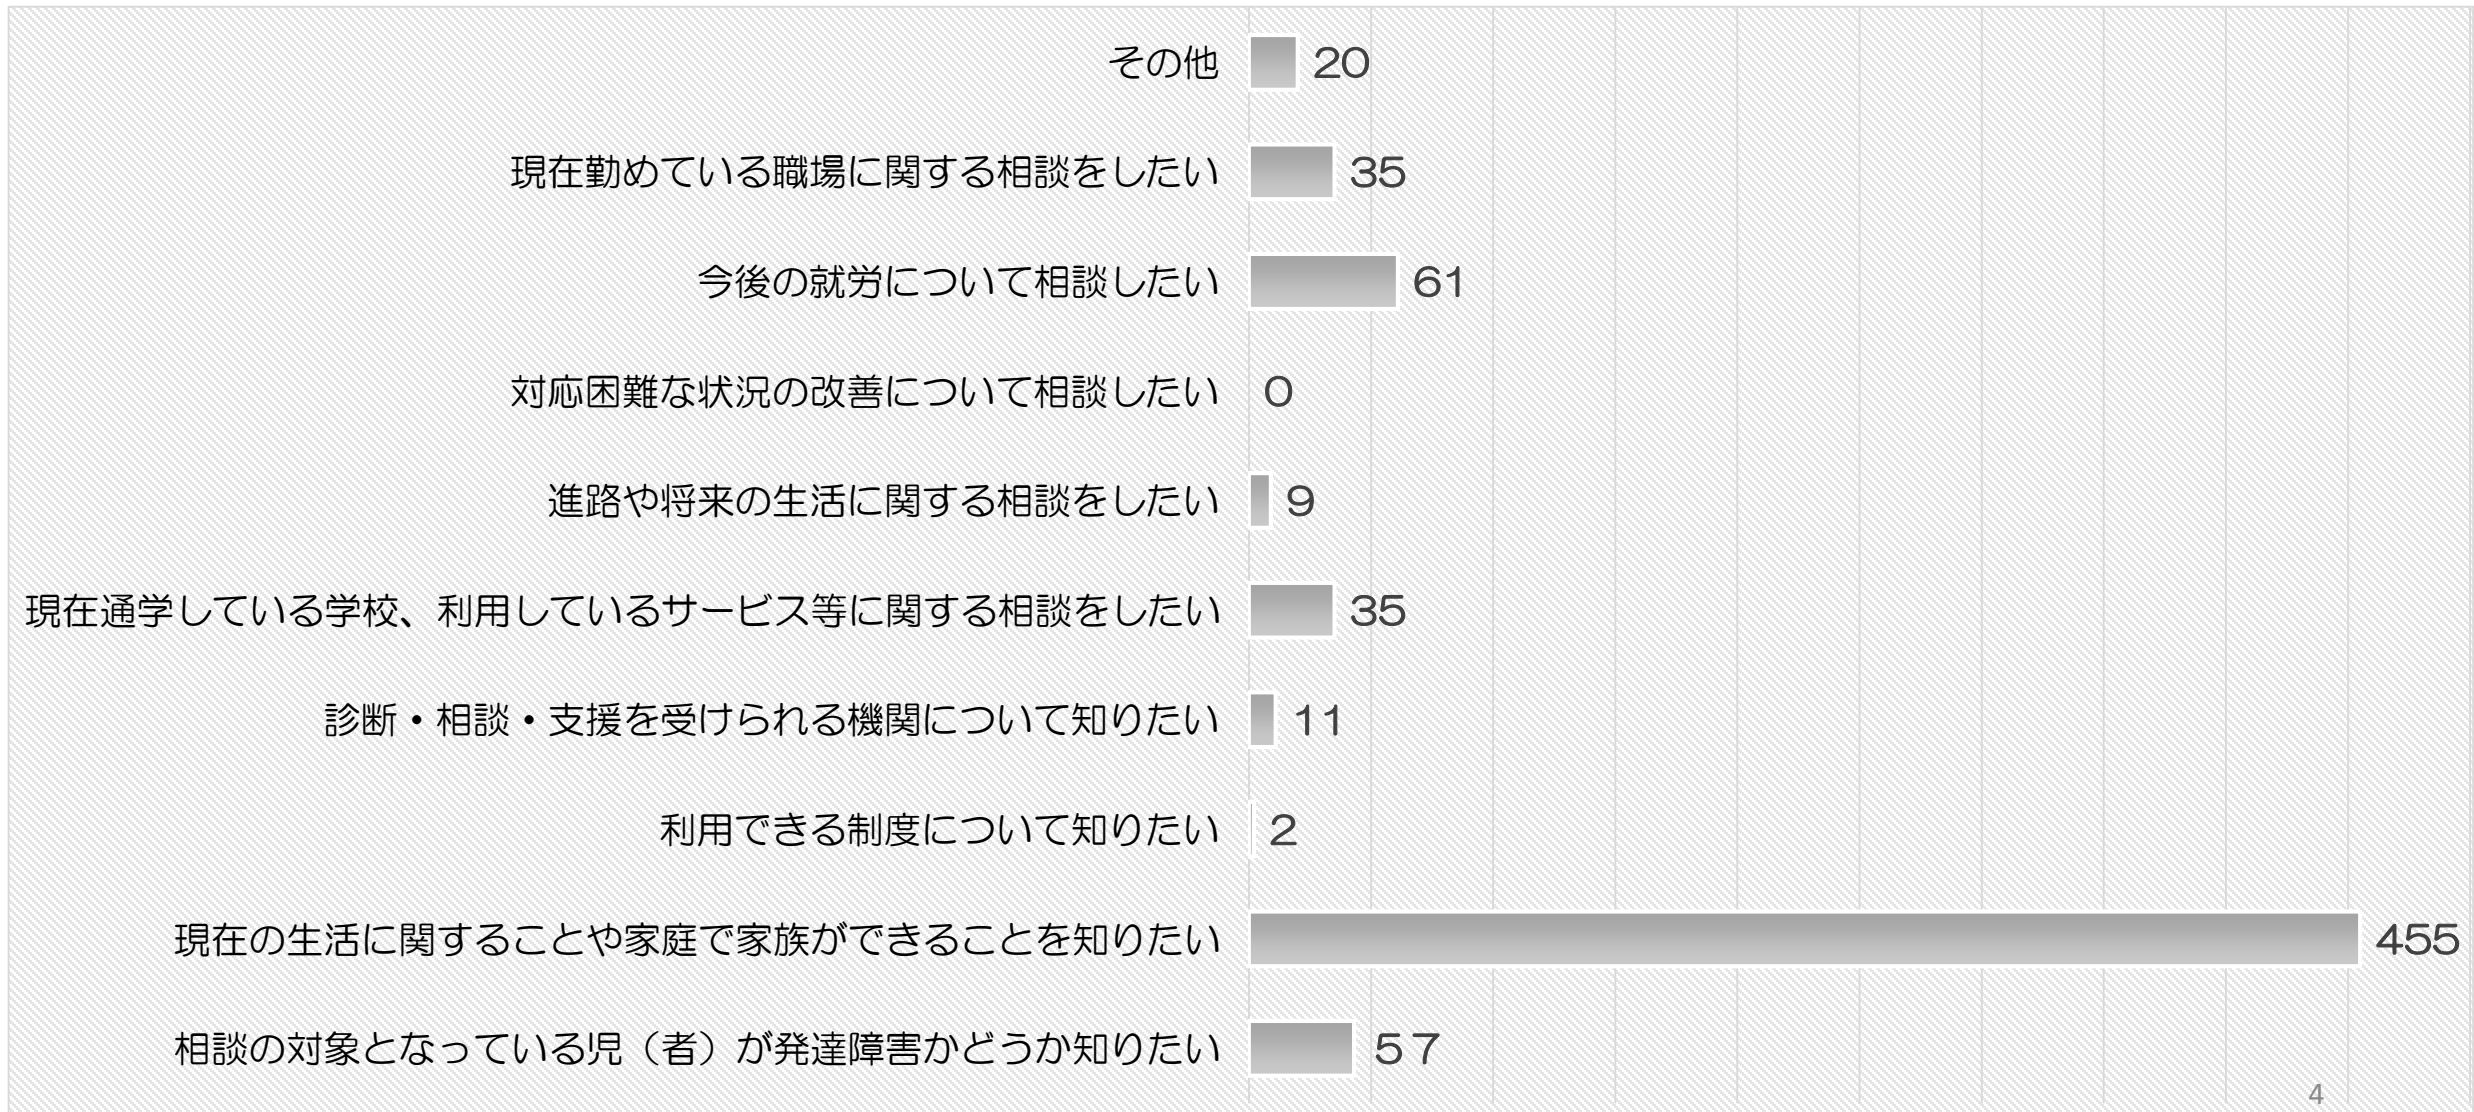 その他 20
現在勤めている職場に関する相談をしたい 35
今後の就労について相談したい 61
対応困難な状況の改善について相談したい 0
進路や将来の生活に関する相談をしたい 9
現在通学している学校、利用しているサービス等に関する相談をしたい 35
診断・相談・支援を受けられる機関について知りたい 11
利用できる制度について知りたい 2
現在の生活に関することや家庭で家族ができることを知りたい 455
相談の対象となっている児（者）が発達障害かどうか知りたい ５７
4